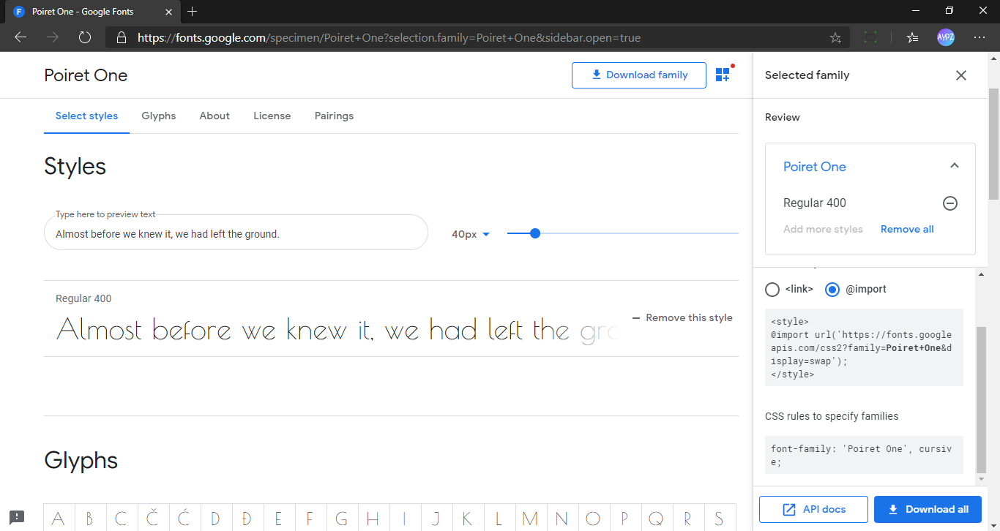 Poiret One - Google Fonts
https://fonts.google.com/specimen/Poiret+One?selection.family=Poiret+One&sidebar.open=true
AYPZ
Poiret One
Download family
Select styles Glyphs About License Pairings
Styles
Type here to preview text
Almost before we knew it, we had left the ground.
40px
Regular 400
Almost before we knew it, we had left the gro
Remove this style
Glyphs
A B C Č Ć D Đ E F G H I J K L M N O P Q R S
Selected family
Review
Poiret One
Regular 400
Add more styles Remove all
<link> @import
<style>
@import url('https://fonts.google
apis.com/css2?family=Poiret+One&d
isplay=swap');
</style>
CSS rules to specify families
font-family: 'Poiret One', cursiv
e;
API docs Download all